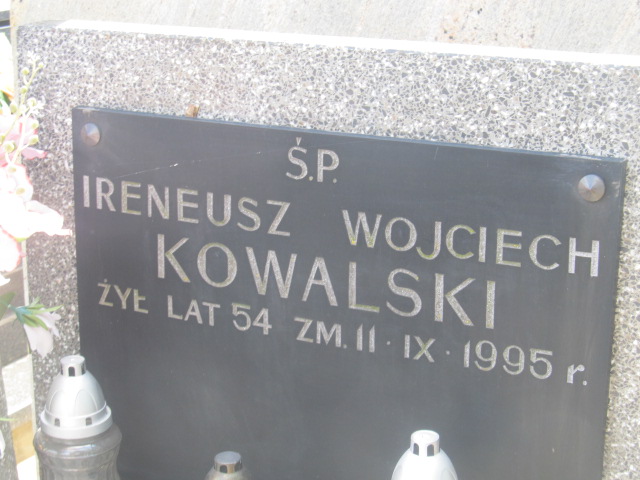 Ś.P.
IRENEUSZ WOJCIECH
KOWALSKI
ŻYŁ LAT 54 ZM. 11·IX·1995 r.